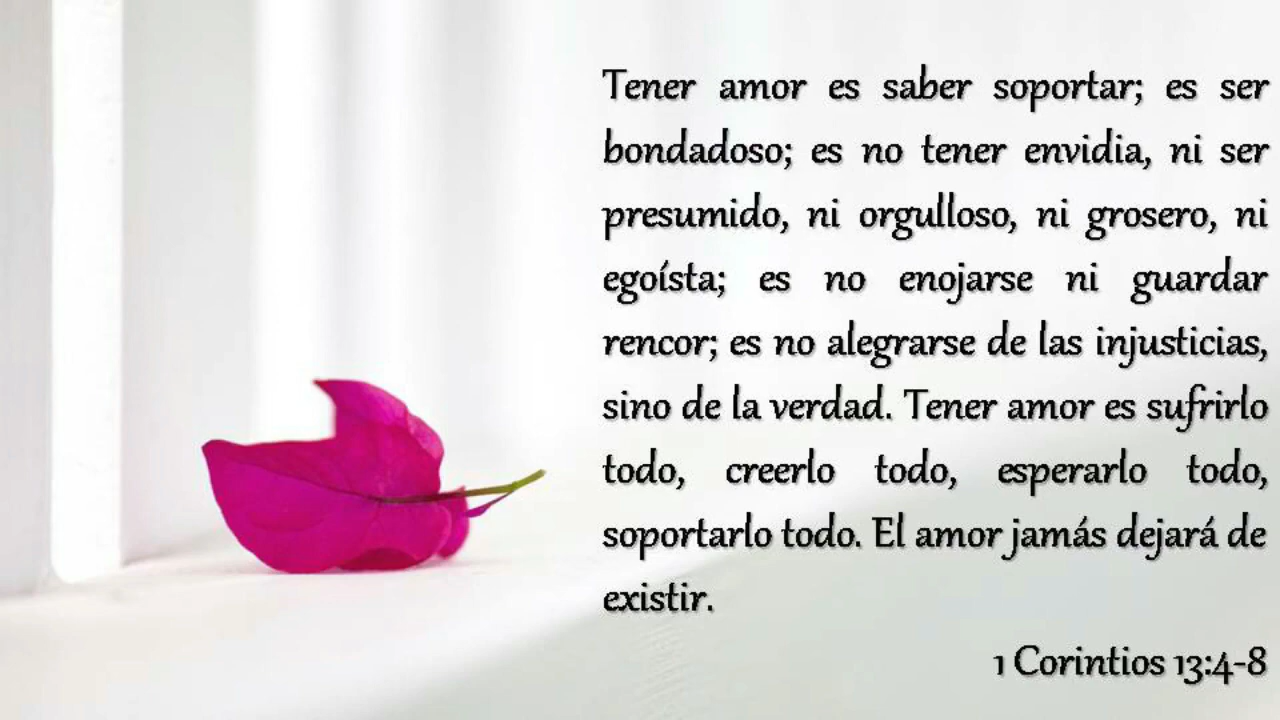 Tener amor es saber soportar; es ser
bondadoso; es no tener envidia, ni ser
presumido, ni orgulloso, ni grosero, ni
egoísta; es no enojarse ni guardar
rencor; es no alegrarse de las injusticias,
sino de la verdad. Tener amor es sufrirlo
todo, creerlo todo, esperarlo todo,
soportarlo todo. El amor jamás dejará de
existir.
1 Corintios 13:4-8